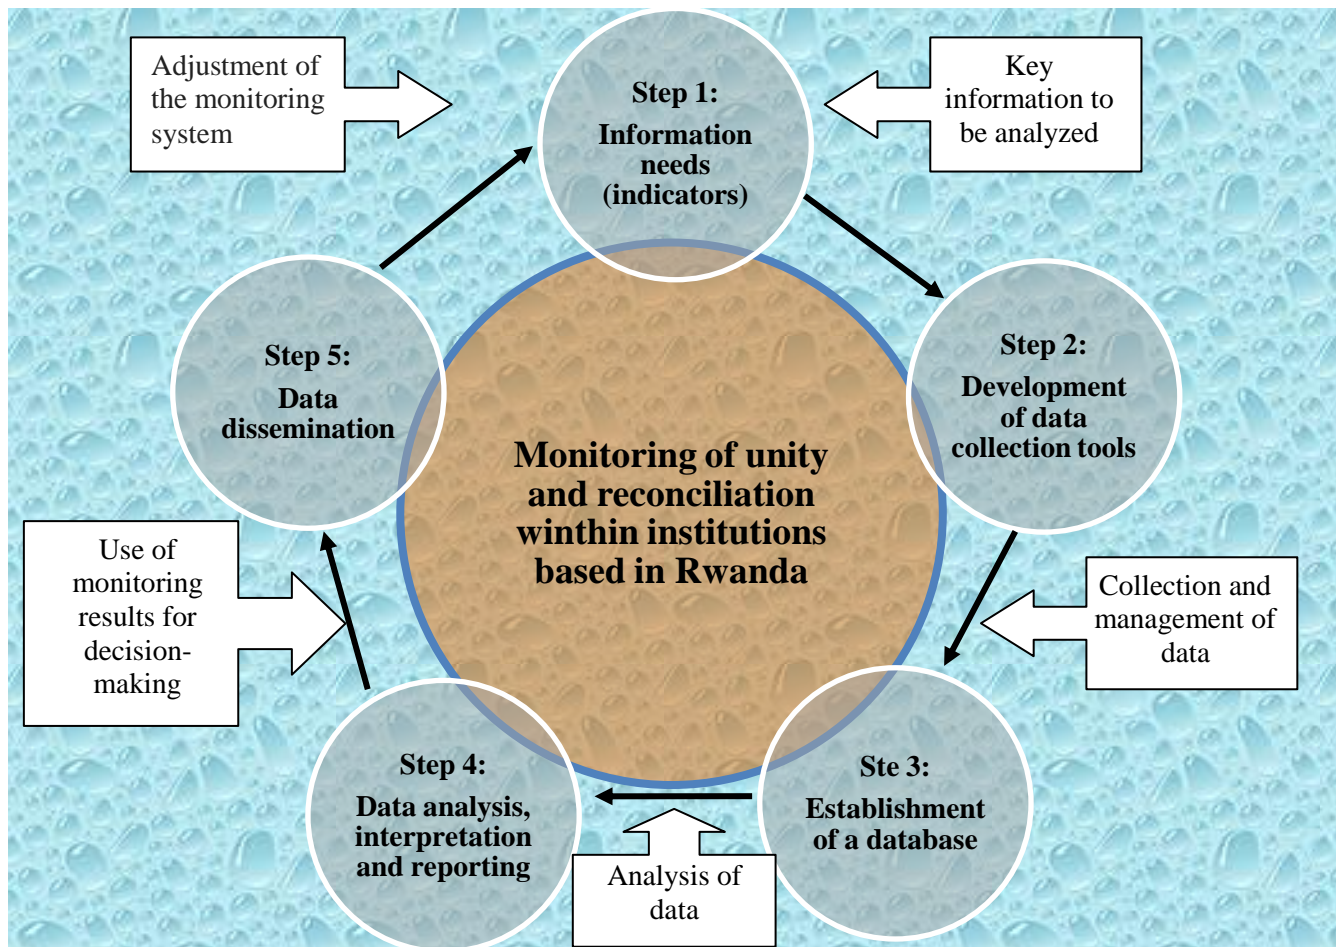 Adjustment of
the monitoring
system
Step 1:
Information
needs
(indicators)
Key
information to
be analyzed
Step 5:
Data
dissemination
Step 2:
Development
of data
collection tools
Monitoring of unity
and reconciliation
winthin institutions
based in Rwanda
Use of
monitoring
results for
decision-
making
Collection and
management of
data
Step 4:
Data analysis,
interpretation
and reporting
Ste 3:
Establishment
of a database
Analysis of
data